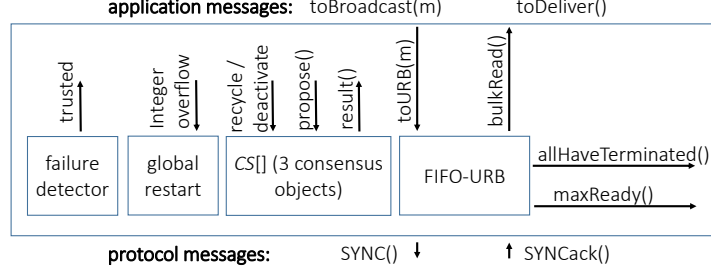 application messages: toBroadcast(m) toDeliver()
trusted
Integer
overflow
recycle /
deactivate
propose()
result()
toURB(m)
bulkRead()
failure
detector
global
restart
CS[] (3 consensus
objects)
FIFO-URB
allHaveTerminated()
maxReady()
protocol messages: SYNC() SYNCack()